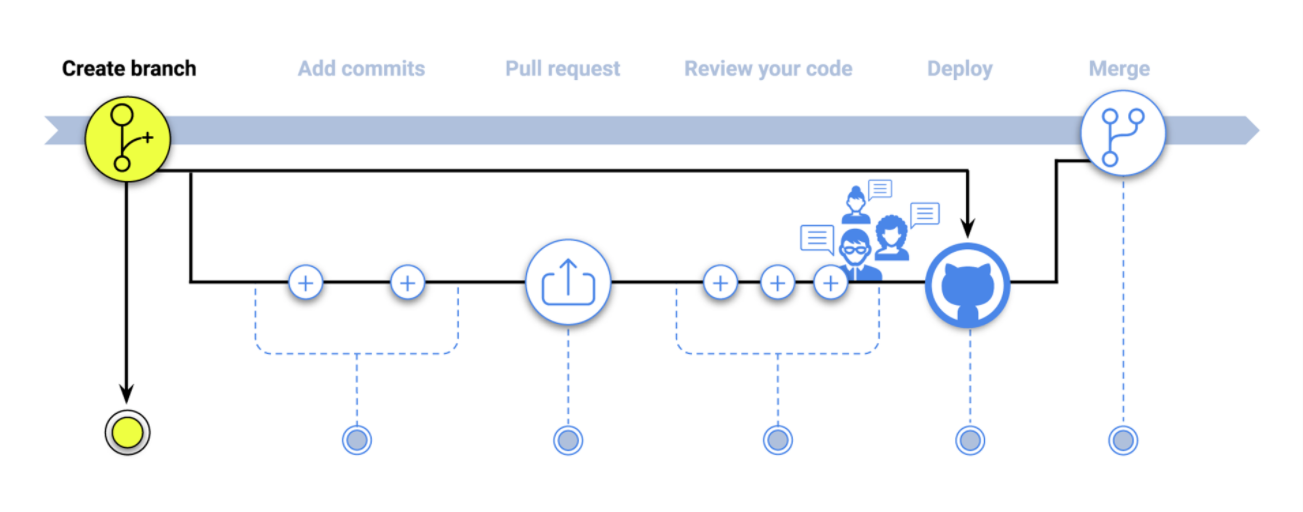 Create branch
Add commits
Pull request
Review your code
Deploy
Merge